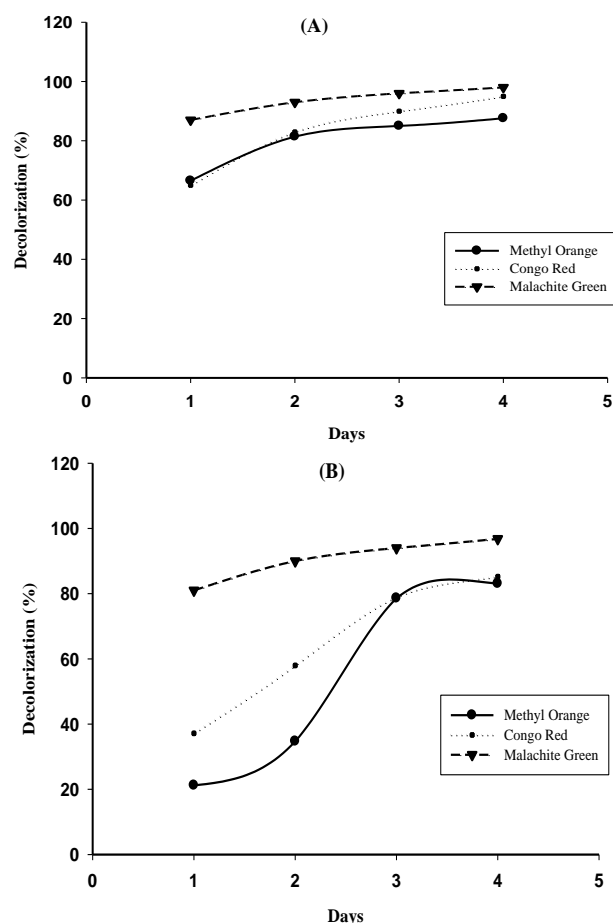 (A)
120
100
80
60
40
20
0
Decolorization (%)
Methyl Orange
Congo Red
Malachite Green
0 1 2 3 4 5
Days
(B)
120
100
80
60
40
20
0
Decolorization (%)
Methyl Orange
Congo Red
Malachite Green
0 1 2 3 4 5
Days